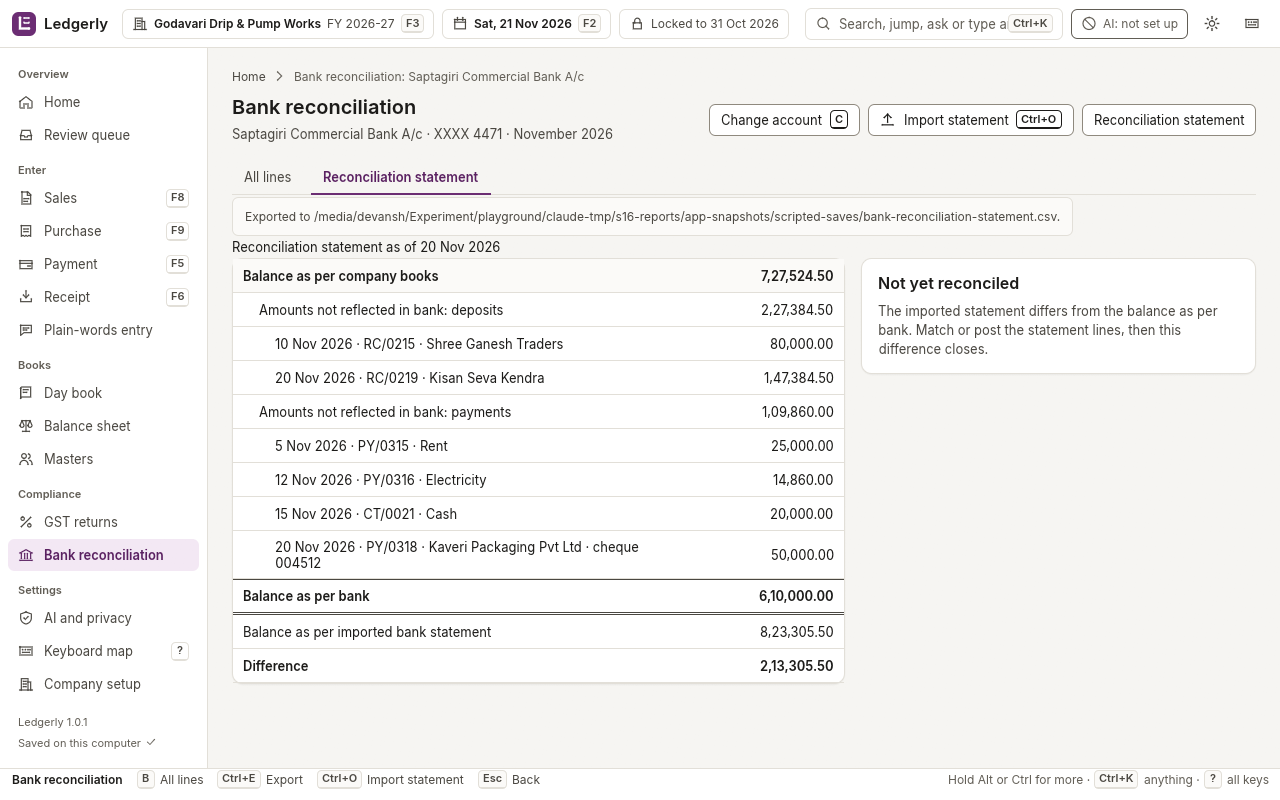 Ledgerly
Godavari Drip & Pump Works FY 2026-27 F3
Sat, 21 Nov 2026 F2
Locked to 31 Oct 2026
Search, jump, ask or type a Ctrl+K
AI: not set up
Overview
Home
Review queue
Enter
Sales F8
Purchase F9
Payment F5
Receipt F6
Plain-words entry
Books
Day book
Balance sheet
Masters
Compliance
GST returns
Bank reconciliation
Settings
AI and privacy
Keyboard map ?
Company setup
Ledgerly 1.0.1
Saved on this computer
Home Bank reconciliation: Saptagiri Commercial Bank A/c
Bank reconciliation
Saptagiri Commercial Bank A/c · XXXX 4471 · November 2026
Change account C
Import statement Ctrl+O
Reconciliation statement
All lines
Reconciliation statement
Exported to /media/devansh/Experiment/playground/claude-tmp/s16-reports/app-snapshots/scripted-saves/bank-reconciliation-statement.csv.
Reconciliation statement as of 20 Nov 2026
Balance as per company books 7,27,524.50
Amounts not reflected in bank: deposits 2,27,384.50
10 Nov 2026 · RC/0215 · Shree Ganesh Traders 80,000.00
20 Nov 2026 · RC/0219 · Kisan Seva Kendra 1,47,384.50
Amounts not reflected in bank: payments 1,09,860.00
5 Nov 2026 · PY/0315 · Rent 25,000.00
12 Nov 2026 · PY/0316 · Electricity 14,860.00
15 Nov 2026 · CT/0021 · Cash 20,000.00
20 Nov 2026 · PY/0318 · Kaveri Packaging Pvt Ltd · cheque
004512 50,000.00
Balance as per bank 6,10,000.00
Balance as per imported bank statement 8,23,305.50
Difference 2,13,305.50
Not yet reconciled
The imported statement differs from the balance as per
bank. Match or post the statement lines, then this
difference closes.
Bank reconciliation B All lines Ctrl+E Export Ctrl+O Import statement Esc Back
Hold Alt or Ctrl for more · Ctrl+K anything · ? all keys